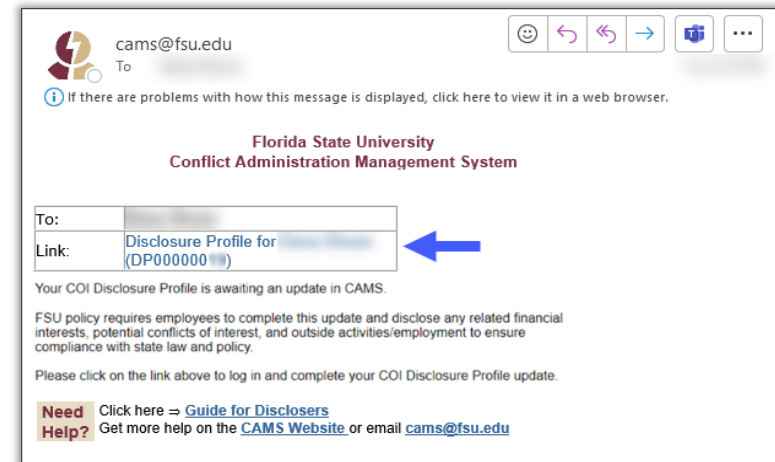 cams@fsu.edu
To
If there are problems with how this message is displayed, click here to view it in a web browser.
Florida State University
Conflict Administration Management System
To:
Link: Disclosure Profile for
(DP000000 )
Your COI Disclosure Profile is awaiting an update in CAMS.
FSU policy requires employees to complete this update and disclose any related financial
interests, potential conflicts of interest, and outside activities/employment to ensure
compliance with state law and policy.
Please click on the link above to log in and complete your COI Disclosure Profile update.
Need Help? Click here ⇒ Guide for Disclosers
Get more help on the CAMS Website or email cams@fsu.edu